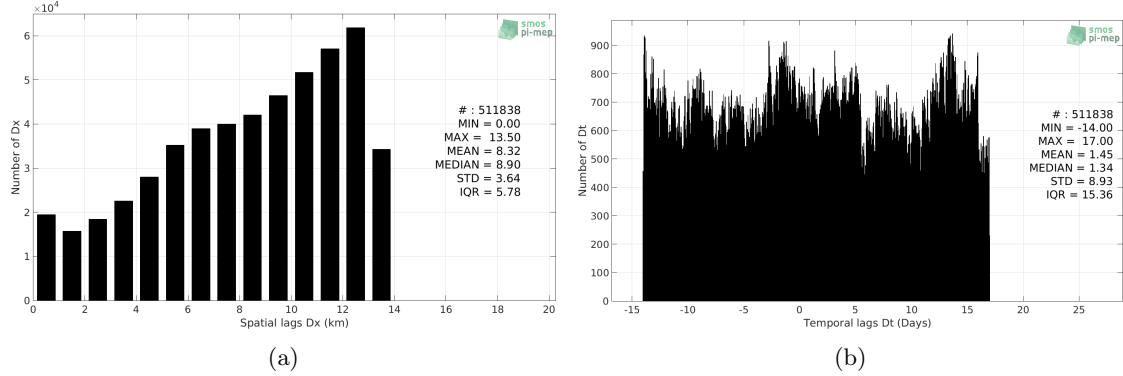 ×10⁴
6
5
4
3
2
1
0
Number of Dx
0 2 4 6 8 10 12 14 16 18 20
Spatial lags Dx (km)
smos
pi-mep
# : 511838
MIN = 0.00
MAX = 13.50
MEAN = 8.32
MEDIAN = 8.90
STD = 3.64
IQR = 5.78
(a)
900
800
700
600
500
400
300
200
100
0
Number of Dt
-15 -10 -5 0 5 10 15 20 25
Temporal lags Dt (Days)
smos
pi-mep
# : 511838
MIN = -14.00
MAX = 17.00
MEAN = 1.45
MEDIAN = 1.34
STD = 8.93
IQR = 15.36
(b)